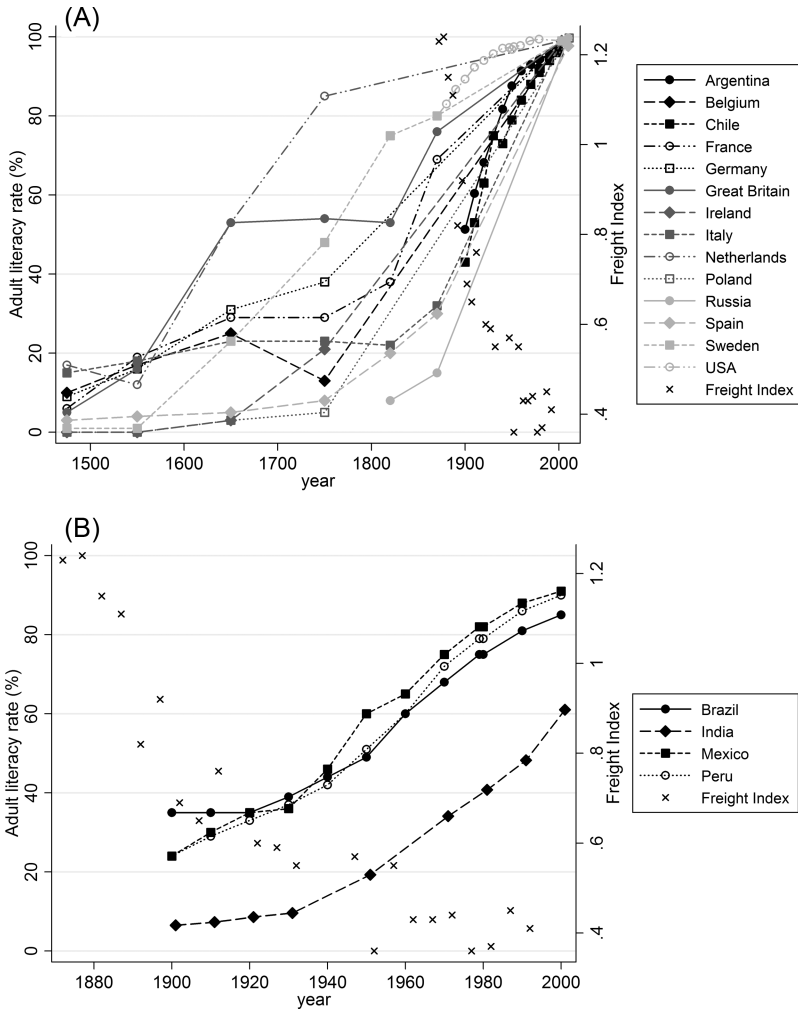 (A)
100
80
60
40
20
0
Adult literacy rate (%)
1500
1600
1700
1800
1900
2000
year
1.2
1
.8
.6
.4
Freight Index
Argentina
Belgium
Chile
France
Germany
Great Britain
Ireland
Italy
Netherlands
Poland
Russia
Spain
Sweden
USA
Freight Index
(B)
100
80
60
40
20
0
Adult literacy rate (%)
1880
1900
1920
1940
1960
1980
2000
year
1.2
1
.8
.6
.4
Freight Index
Brazil
India
Mexico
Peru
Freight Index